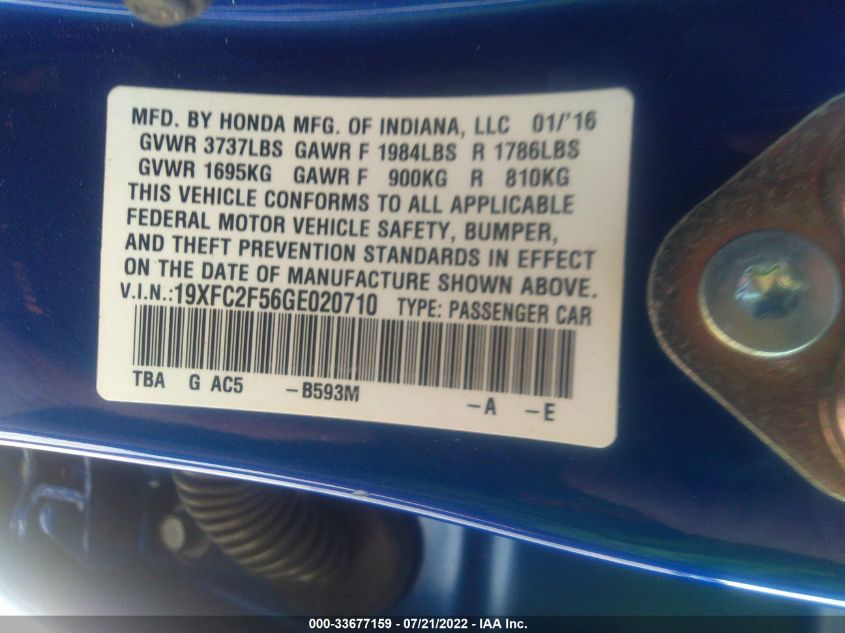 MFD. BY HONDA MFG. OF INDIANA, LLC 01/'16
GVWR 3737LBS GAWR F 1984LBS R 1786LBS
GVWR 1695KG GAWR F 900KG R 810KG
THIS VEHICLE CONFORMS TO ALL APPLICABLE
FEDERAL MOTOR VEHICLE SAFETY, BUMPER,
AND THEFT PREVENTION STANDARDS IN EFFECT
ON THE DATE OF MANUFACTURE SHOWN ABOVE.
V.I.N.:19XFC2F56GE020710 TYPE: PASSENGER CAR
TBA G AC5 -B593M -A -E
000-33677159 / 07/21/2022 - IAA Inc.